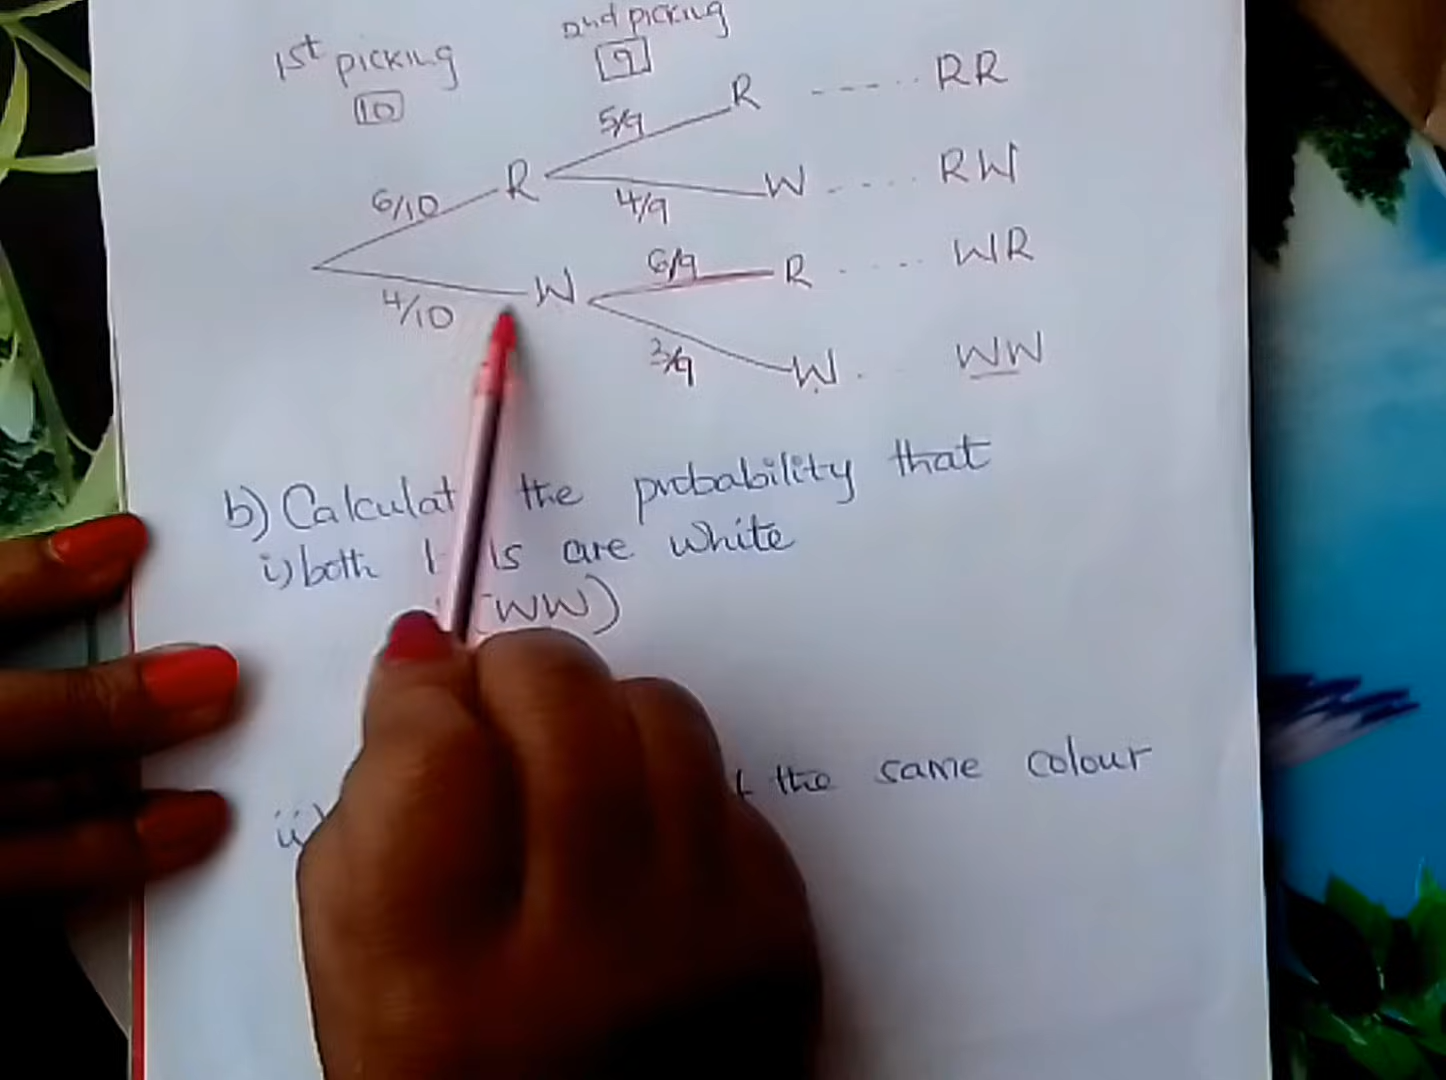 1st picking
2nd picking
10
9
R ---- RR
5/9
6/10 R
4/9 W .... RW
6/9 R .... WR
4/10 W
3/9 W . WW
b) Calculat the probability that
i) both are white
(WW)
ii) the same colour